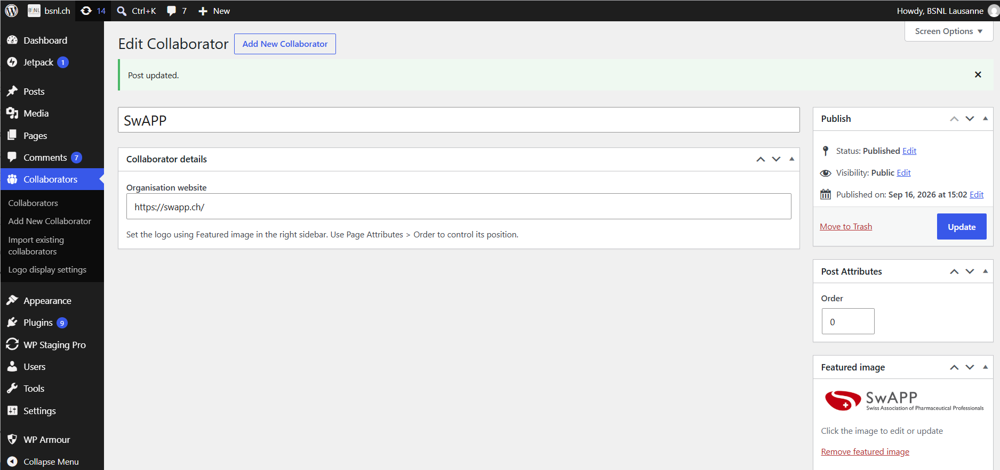 bsnl.ch 14 Ctrl+K 7 New Howdy, BSNL Lausanne
Screen Options
Dashboard
Jetpack 1
Posts
Media
Pages
Comments 7
Collaborators
Collaborators
Add New Collaborator
Import existing
collaborators
Logo display settings
Appearance
Plugins 9
WP Staging Pro
Users
Tools
Settings
WP Armour
Collapse Menu
Edit Collaborator Add New Collaborator
Post updated.
SwAPP
Collaborator details
Organisation website
https://swapp.ch/
Set the logo using Featured image in the right sidebar. Use Page Attributes > Order to control its position.
Publish
Status: Published Edit
Visibility: Public Edit
Published on: Sep 16, 2026 at 15:02 Edit
Move to Trash Update
Post Attributes
Order
0
Featured image
SwAPP
Swiss Association of Pharmaceutical Professionals
Click the image to edit or update
Remove featured image